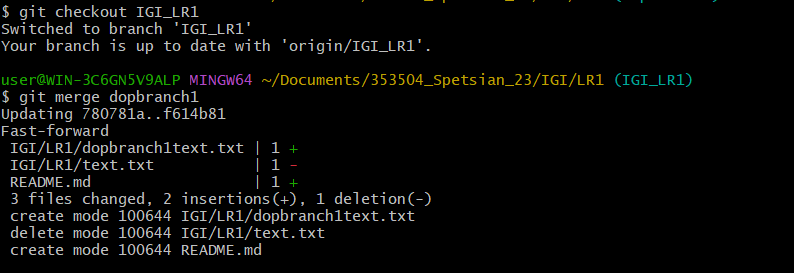 $ git checkout IGI_LR1
Switched to branch 'IGI_LR1'
Your branch is up to date with 'origin/IGI_LR1'.
user@WIN-3C6GN5V9ALP MINGW64 ~/Documents/353504_Spetsian_23/IGI/LR1 (IGI_LR1)
$ git merge dopbranch1
Updating 780781a..f614b81
Fast-forward
 IGI/LR1/dopbranch1text.txt | 1 +
 IGI/LR1/text.txt           | 1 -
 README.md                  | 1 +
 3 files changed, 2 insertions(+), 1 deletion(-)
 create mode 100644 IGI/LR1/dopbranch1text.txt
 delete mode 100644 IGI/LR1/text.txt
 create mode 100644 README.md